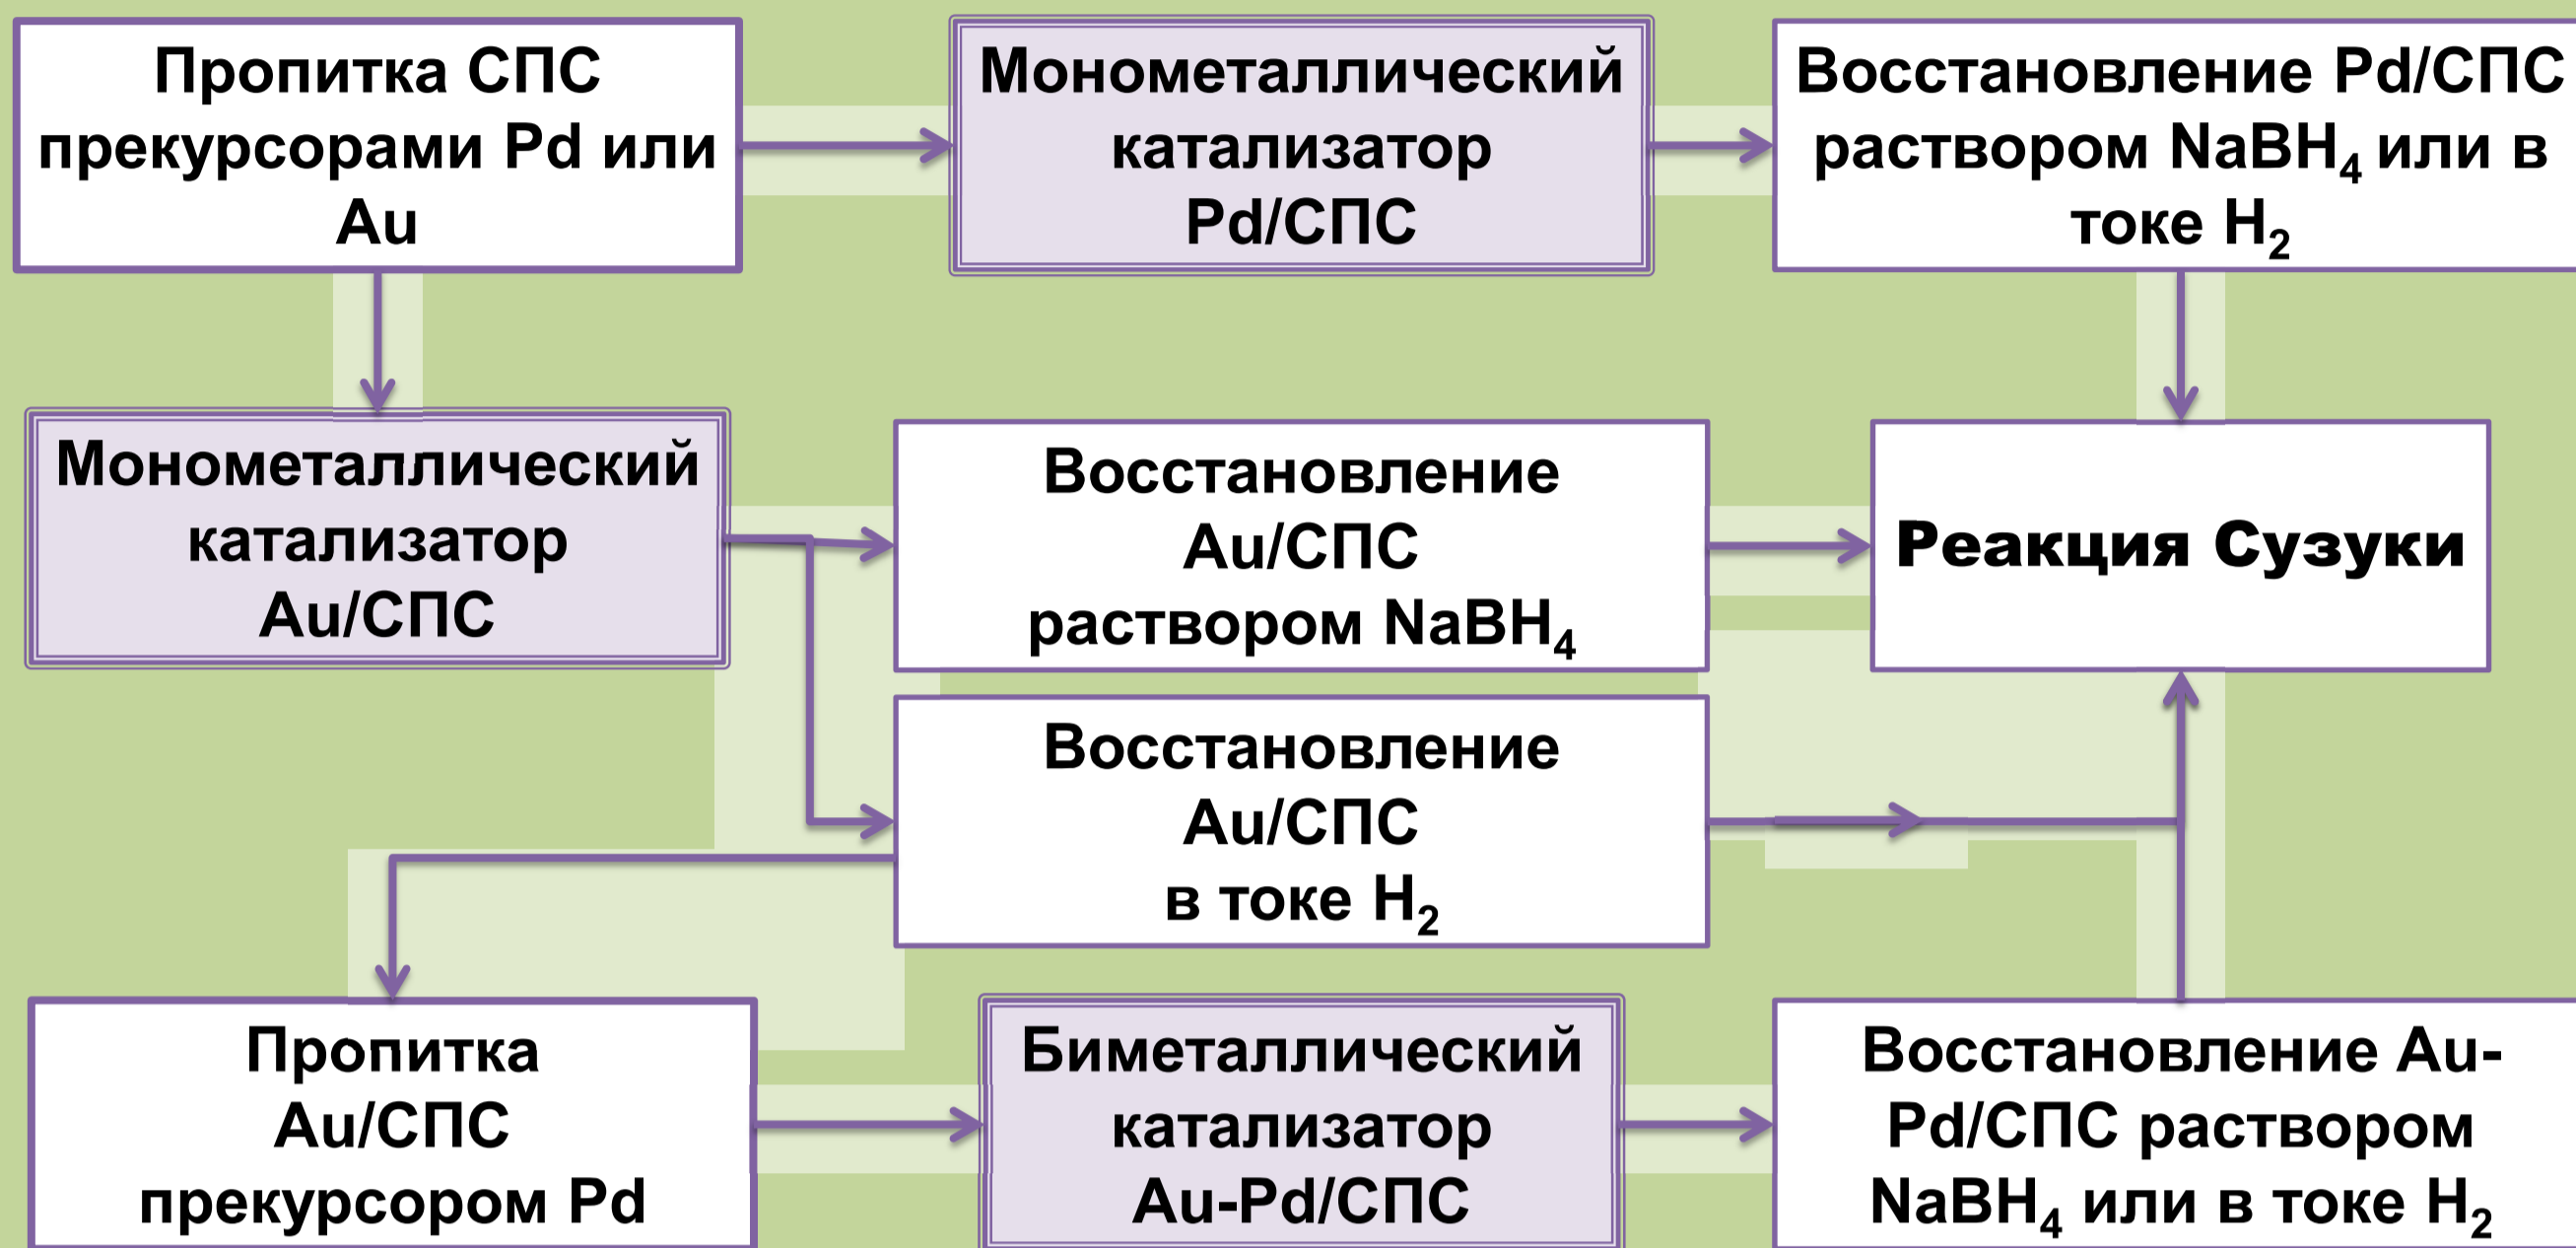 Пропитка СПС
прекурсорами Pd или
Au
Монометаллический
катализатор
Pd/СПС
Восстановление Pd/СПС
раствором NaBH₄ или в
токе H₂
Монометаллический
катализатор
Au/СПС
Восстановление
Au/СПС
раствором NaBH₄
Реакция Сузуки
Восстановление
Au/СПС
в токе H₂
Пропитка
Au/СПС
прекурсором Pd
Биметаллический
катализатор
Au-Pd/СПС
Восстановление Au-
Pd/СПС раствором
NaBH₄ или в токе H₂